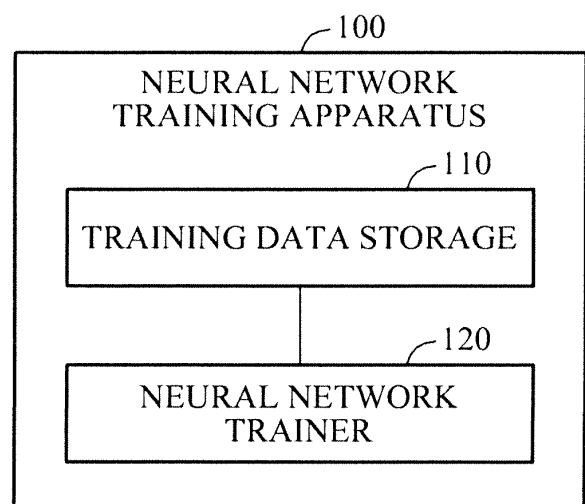 100
NEURAL NETWORK
TRAINING APPARATUS
110
TRAINING DATA STORAGE
120
NEURAL NETWORK
TRAINER